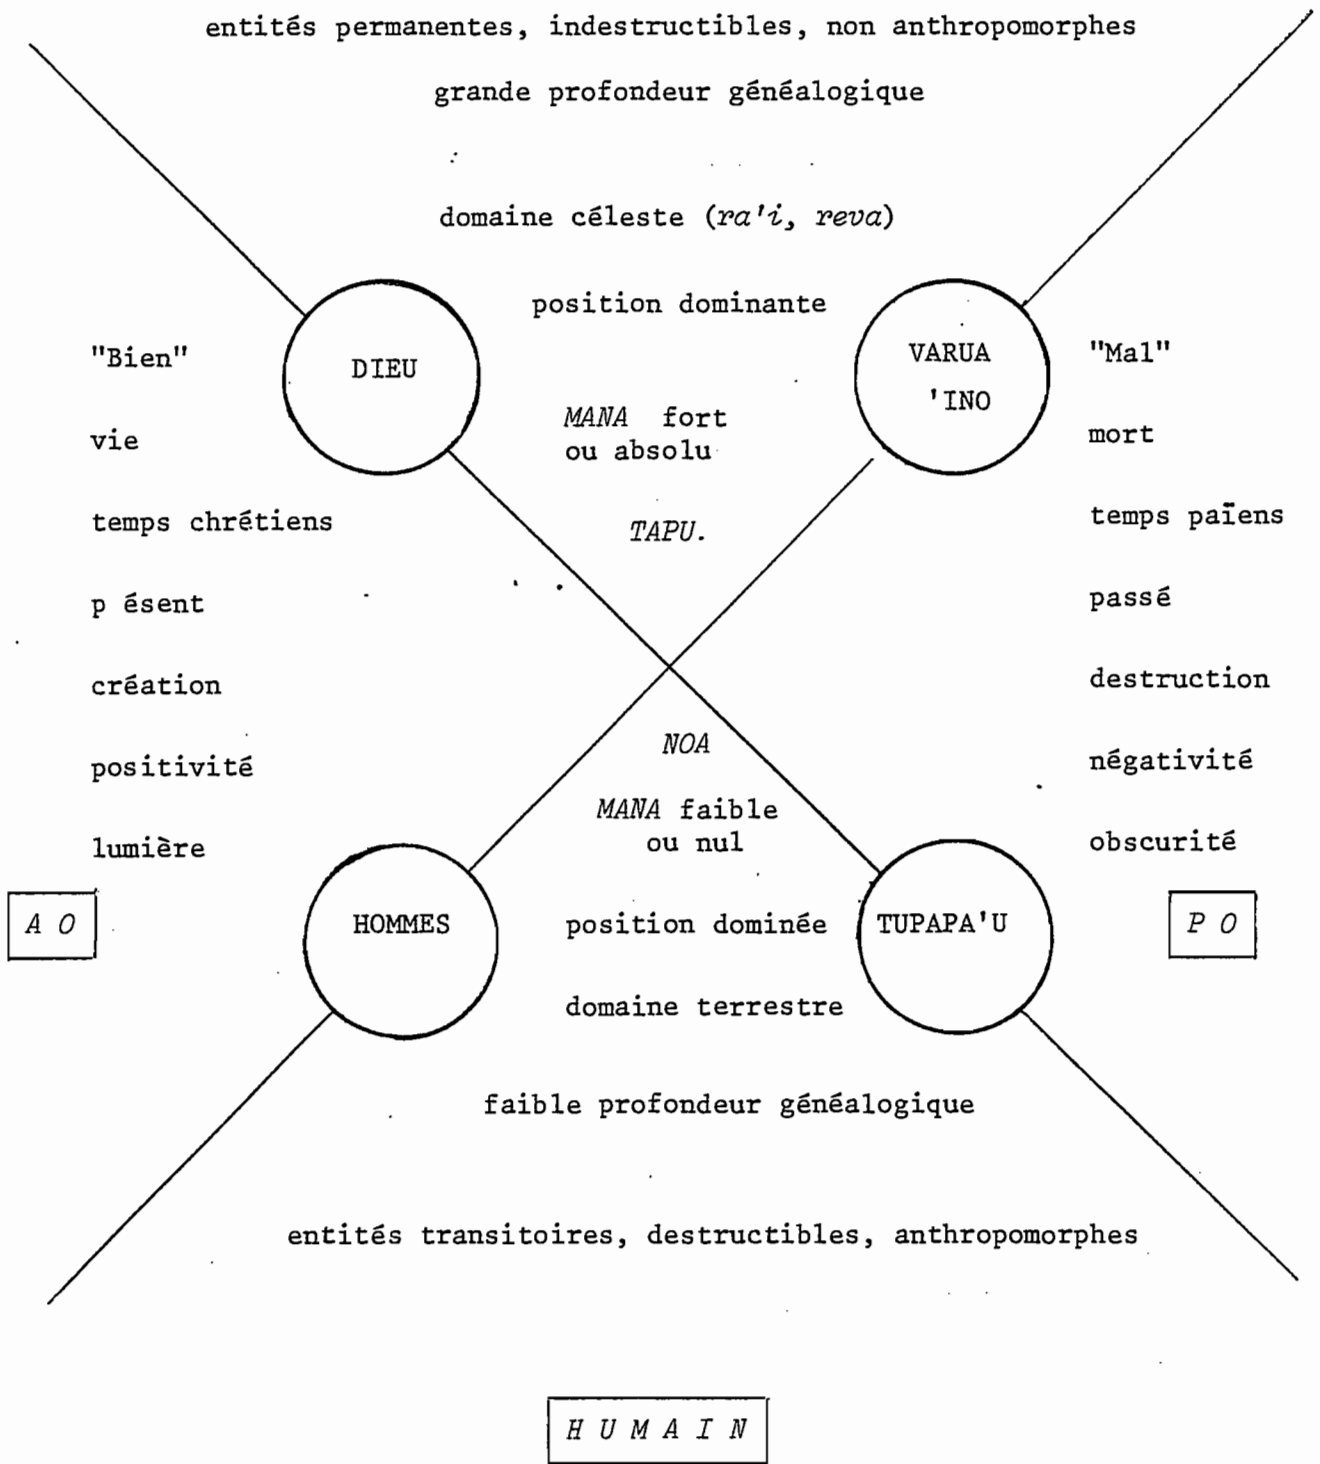 entités permanentes, indestructibles, non anthropomorphes
grande profondeur généalogique
domaine céleste (ra'i, reva)
position dominante
"Bien"
DIEU
VARUA
'INO
"Mal"
MANA fort
ou absolu
vie
mort
temps chrétiens
TAPU.
temps païens
p ésent
passé
création
destruction
NOA
positivité
négativité
MANA faible
ou nul
lumière
obscurité
A O
HOMMES
position dominée
TUPAPA'U
P O
domaine terrestre
faible profondeur généalogique
entités transitoires, destructibles, anthropomorphes
H U M A I N